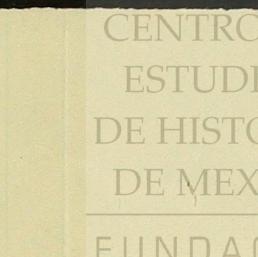 CENTRO
ESTUDI
DE HISTO
DE MEX
FUNDAC